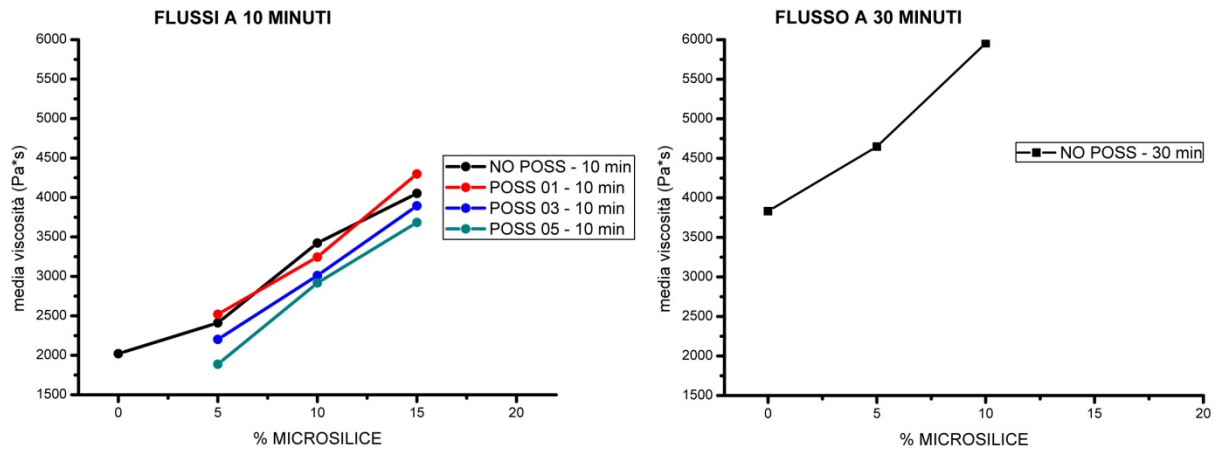 FLUSSI A 10 MINUTI
6000
5500
5000
4500
4000
3500
3000
2500
2000
1500
media viscosità (Pa*s)
0 5 10 15 20
% MICROSILICE
NO POSS - 10 min
POSS 01 - 10 min
POSS 03 - 10 min
POSS 05 - 10 min
FLUSSO A 30 MINUTI
6000
5500
5000
4500
4000
3500
3000
2500
2000
1500
media viscosità (Pa*s)
0 5 10 15 20
% MICROSILICE
NO POSS - 30 min